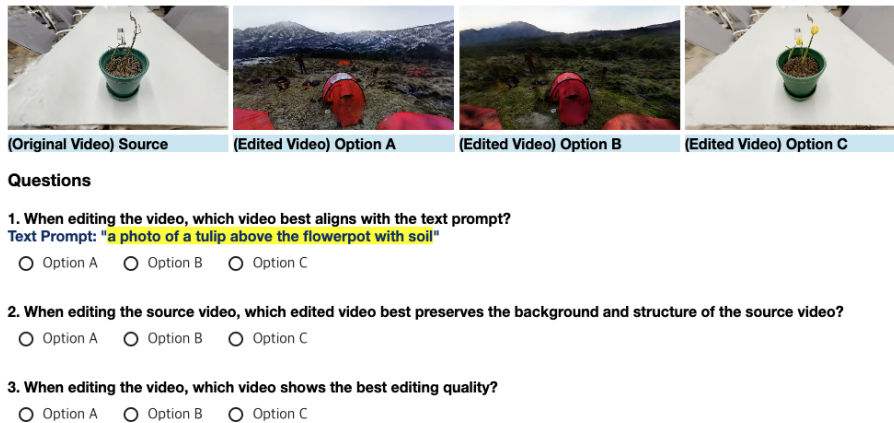 (Original Video) Source (Edited Video) Option A (Edited Video) Option B (Edited Video) Option C
Questions
1. When editing the video, which video best aligns with the text prompt?
Text Prompt: "a photo of a tulip above the flowerpot with soil"
Option A Option B Option C
2. When editing the source video, which edited video best preserves the background and structure of the source video?
Option A Option B Option C
3. When editing the video, which video shows the best editing quality?
Option A Option B Option C